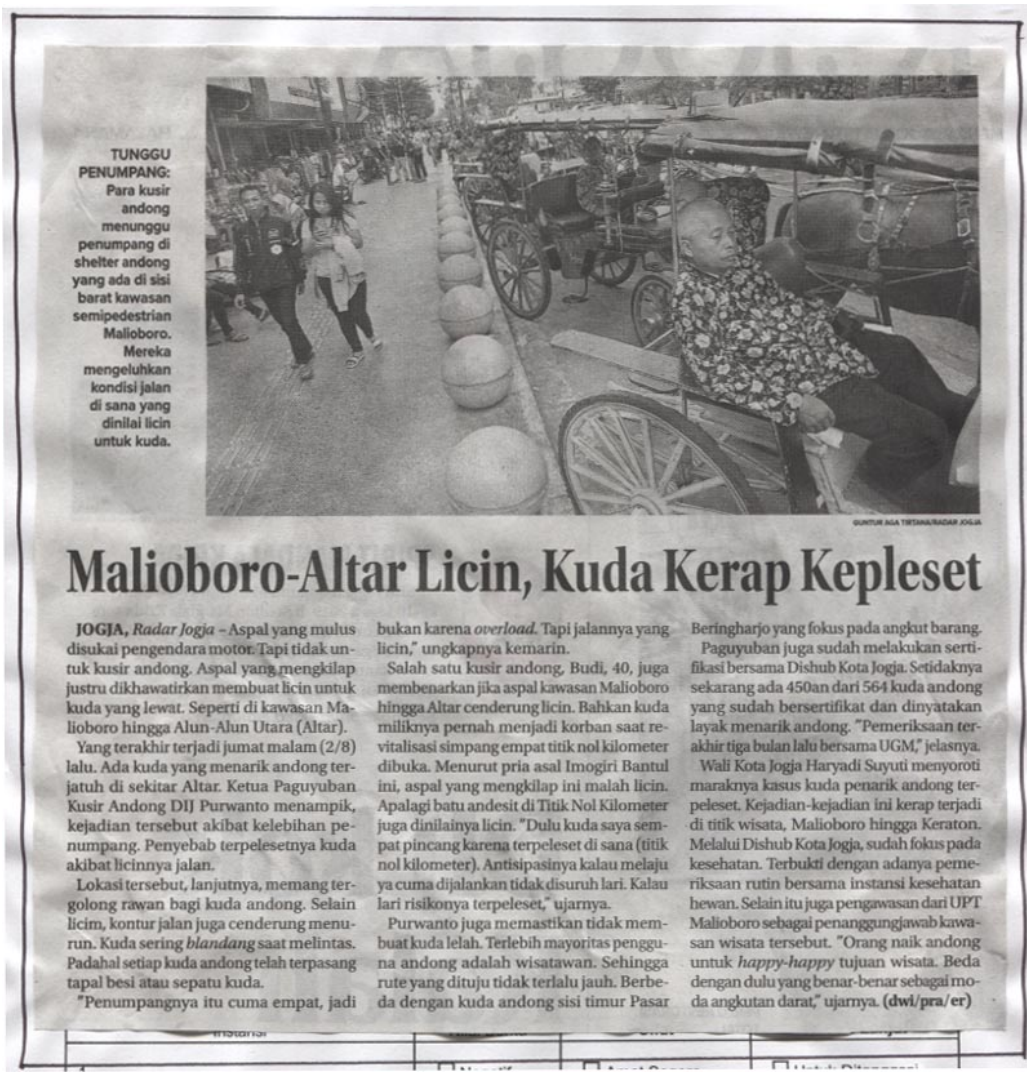 TUNGGU
PENUMPANG:
Para kusir
andong
menunggu
penumpang di
shelter andong
yang ada di sisi
barat kawasan
semipedestrian
Malioboro.
Mereka
mengeluhkan
kondisi jalan
di sana yang
dinilai licin
untuk kuda.
GUNTUR AGA TIRTANA/RADAR JOGJA
Malioboro-Altar Licin, Kuda Kerap Kepleset
JOGJA, Radar Jogja – Aspal yang mulus
disukai pengendara motor. Tapi tidak un-
tuk kusir andong. Aspal yang mengkilap
justru dikhawatirkan membuat licin untuk
kuda yang lewat. Seperti di kawasan Ma-
lioboro hingga Alun-Alun Utara (Altar).
Yang terakhir terjadi jumat malam (2/8)
lalu. Ada kuda yang menarik andong ter-
jatuh di sekitar Altar. Ketua Paguyuban
Kusir Andong DIJ Purwanto menampik,
kejadian tersebut akibat kelebihan pe-
numpang. Penyebab terpelesetnya kuda
akibat licinnya jalan.
Lokasi tersebut, lanjutnya, memang ter-
golong rawan bagi kuda andong. Selain
licim, kontur jalan juga cenderung menu-
run. Kuda sering blandang saat melintas.
Padahal setiap kuda andong telah terpasang
tapal besi atau sepatu kuda.
"Penumpangnya itu cuma empat, jadi
bukan karena overload. Tapi jalannya yang
licin," ungkapnya kemarin.
Salah satu kusir andong, Budi, 40, juga
membenarkan jika aspal kawasan Malioboro
hingga Altar cenderung licin. Bahkan kuda
miliknya pernah menjadi korban saat re-
vitalisasi simpang empat titik nol kilometer
dibuka. Menurut pria asal Imogiri Bantul
ini, aspal yang mengkilap ini malah licin.
Apalagi batu andesit di Titik Nol Kilometer
juga dinilainya licin. "Dulu kuda saya sem-
pat pincang karena terpeleset di sana (titik
nol kilometer). Antisipasinya kalau melaju
ya cuma dijalankan tidak disuruh lari. Kalau
lari risikonya terpeleset," ujarnya.
Purwanto juga memastikan tidak mem-
buat kuda lelah. Terlebih mayoritas penggu-
na andong adalah wisatawan. Sehingga
rute yang dituju tidak terlalu jauh. Berbe-
da dengan kuda andong sisi timur Pasar
Beringharjo yang fokus pada angkut barang.
Paguyuban juga sudah melakukan serti-
fikasi bersama Dishub Kota Jogja. Setidaknya
sekarang ada 450an dari 564 kuda andong
yang sudah bersertifikat dan dinyatakan
layak menarik andong. "Pemeriksaan ter-
akhir tiga bulan lalu bersama UGM," jelasnya.
Wali Kota Jogja Haryadi Suyuti menyoroti
maraknya kasus kuda penarik andong ter-
peleset. Kejadian-kejadian ini kerap terjadi
di titik wisata, Malioboro hingga Keraton.
Melalui Dishub Kota Jogja, sudah fokus pada
kesehatan. Terbukti dengan adanya peme-
riksaan rutin bersama instansi kesehatan
hewan. Selain itu juga pengawasan dari UPT
Malioboro sebagai penanggungjawab kawa-
san wisata tersebut. "Orang naik andong
untuk happy-happy tujuan wisata. Beda
dengan dulu yang benar-benar sebagai mo-
da angkutan darat," ujarnya. (dwi/pra/er)